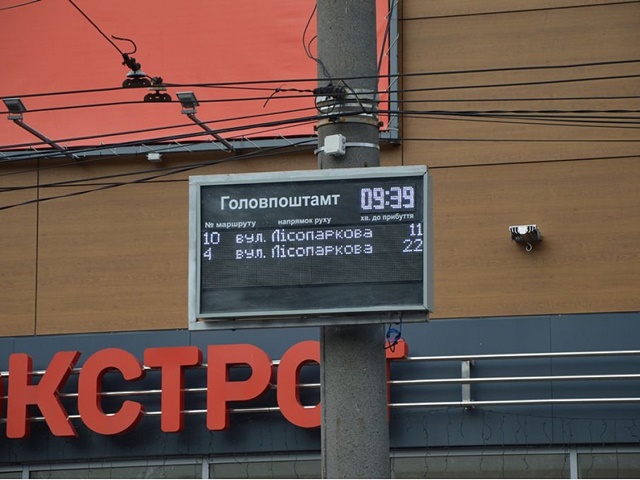 Головпоштамт 09:39
№ маршруту напрямок руху хв. до прибуття
10 вул. Лісопаркова 11
4 вул. Лісопаркова 22
КСТРО